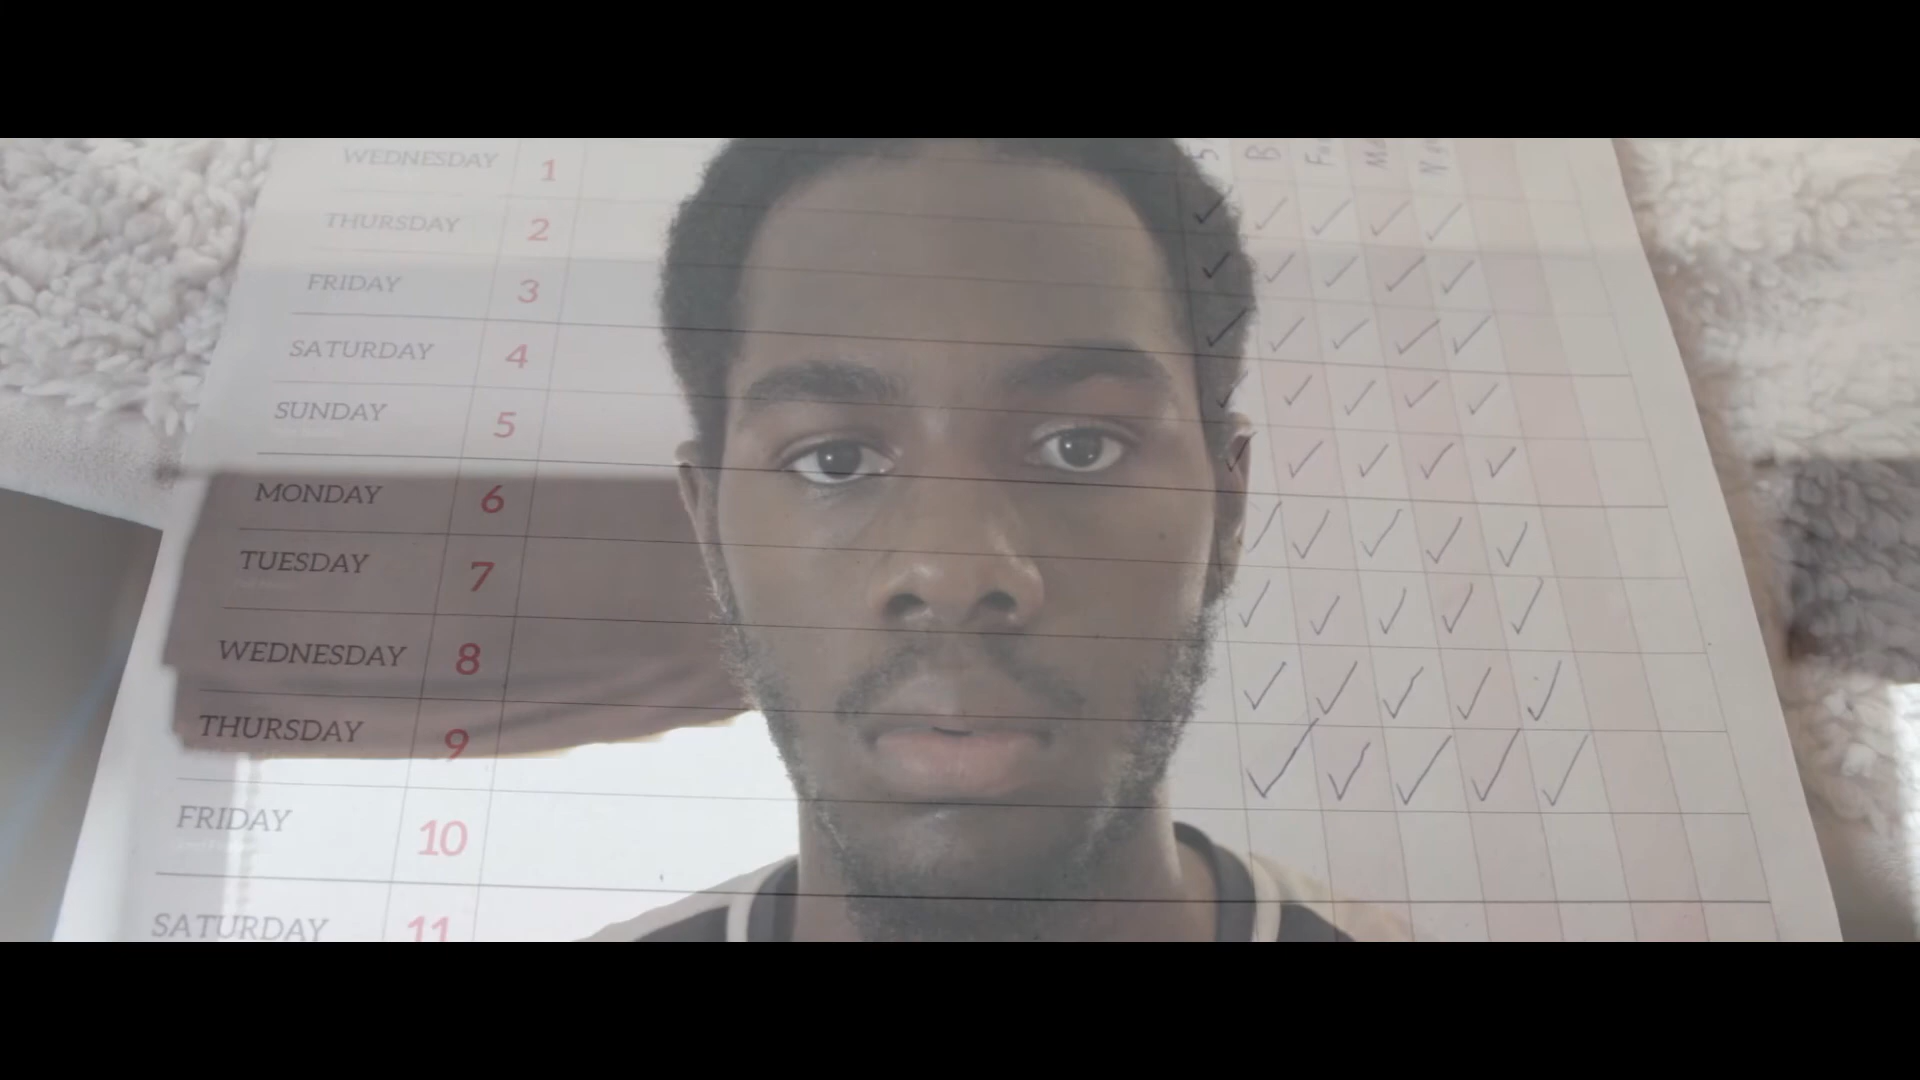 WEDNESDAY 1
THURSDAY 2
FRIDAY 3
SATURDAY 4
SUNDAY 5
MONDAY 6
TUESDAY 7
WEDNESDAY 8
THURSDAY 9
FRIDAY 10
SATURDAY 11